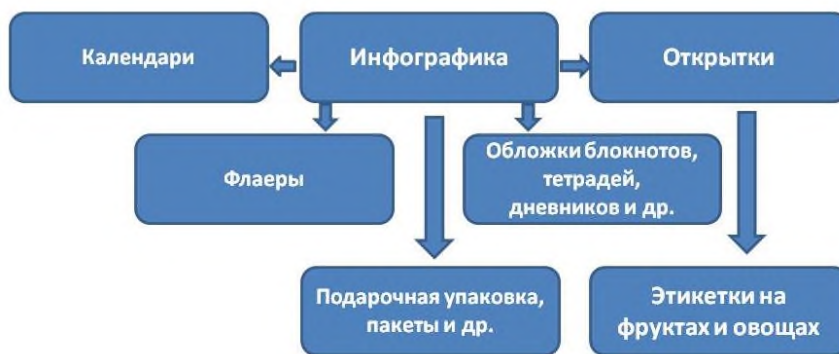 Календари
Инфографика
Открытки
Флаеры
Обложки блокнотов,
тетрадей,
дневников и др.
Подарочная упаковка,
пакеты и др.
Этикетки на
фруктах и овощах